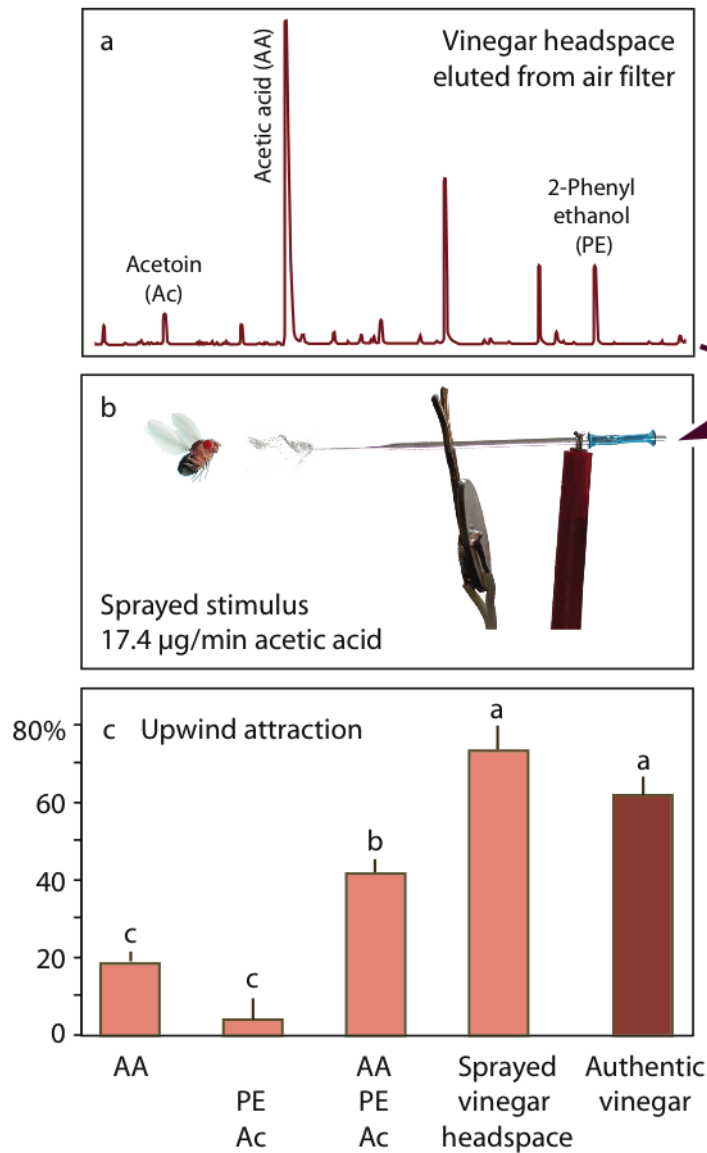 a
Vinegar headspace
eluted from air filter
Acetic acid (AA)
2-Phenyl
ethanol
(PE)
Acetoin
(Ac)
b
Sprayed stimulus
17.4 µg/min acetic acid
c Upwind attraction
80%
60
40
20
0
c
c
b
a
a
AA
PE
Ac
AA
PE
Ac
Sprayed
vinegar
headspace
Authentic
vinegar